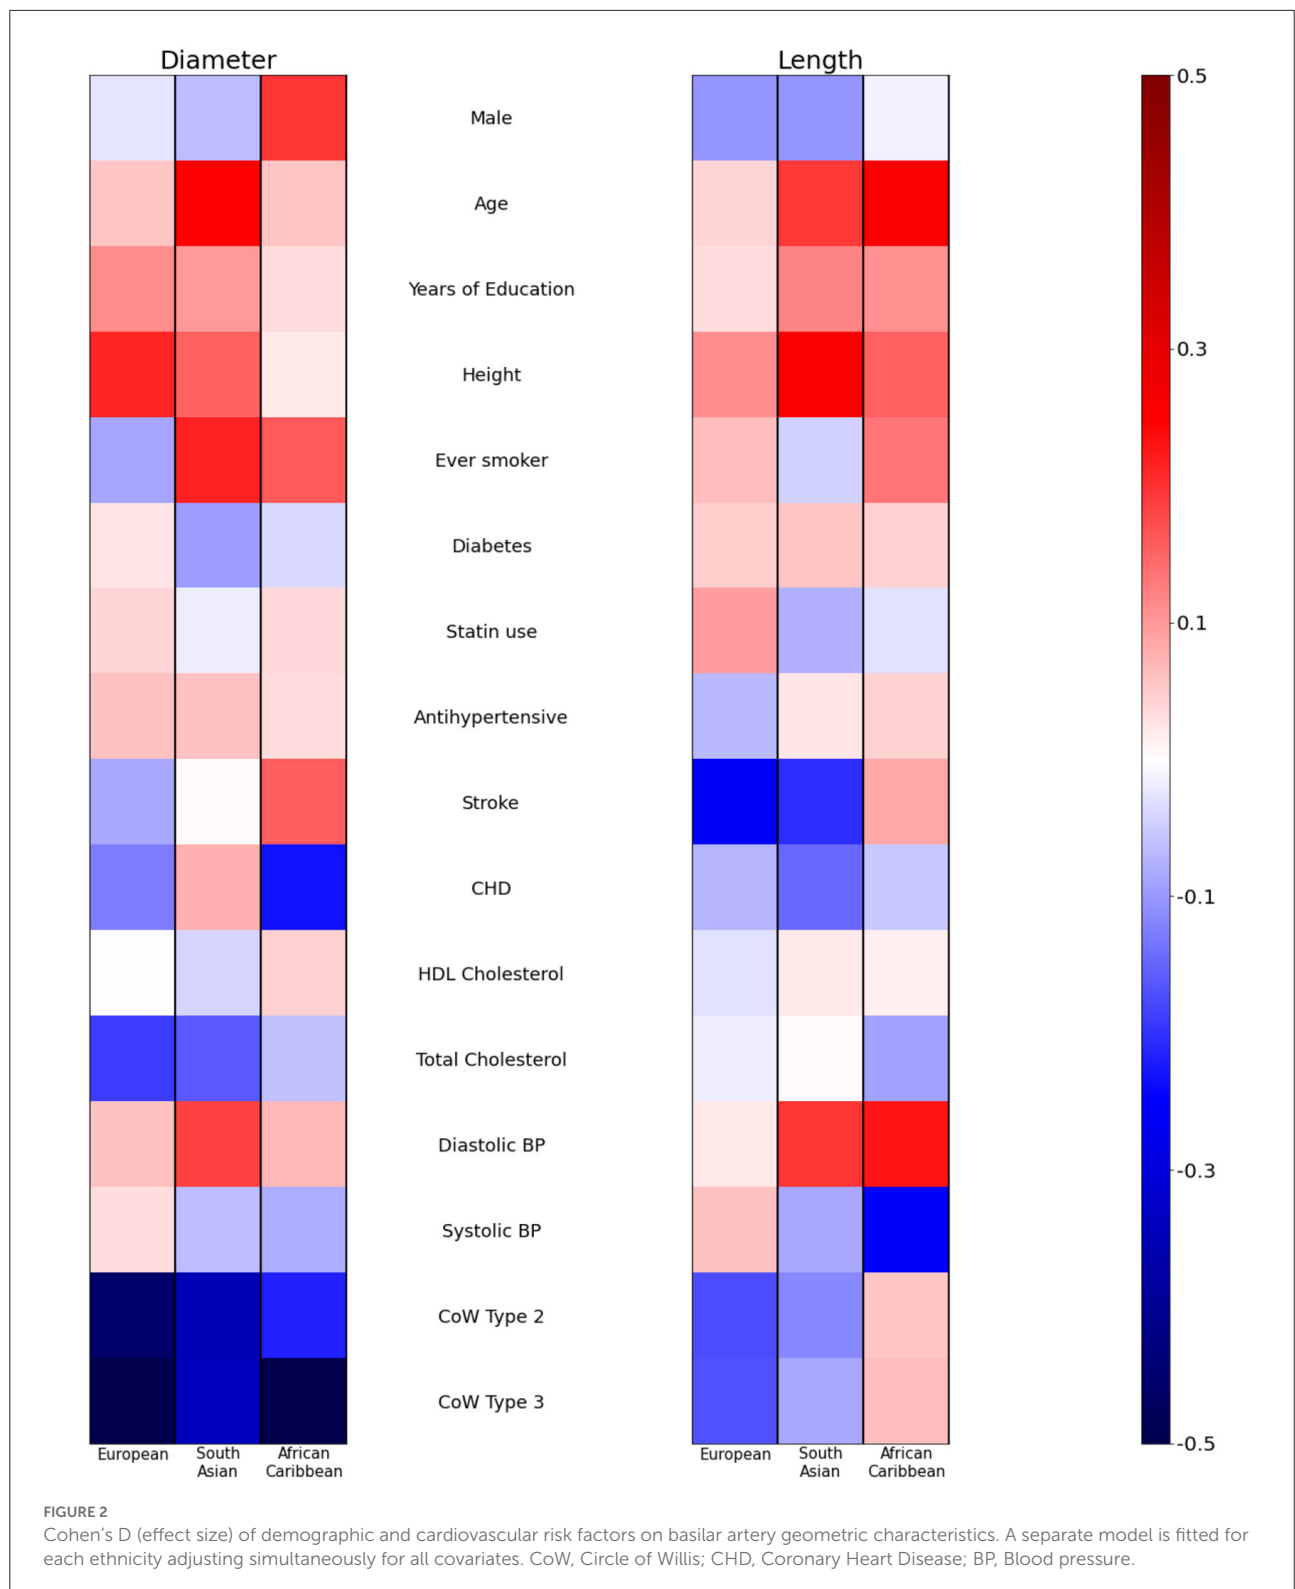 Diameter
Length
Male
Age
Years of Education
Height
Ever smoker
Diabetes
Statin use
Antihypertensive
Stroke
CHD
HDL Cholesterol
Total Cholesterol
Diastolic BP
Systolic BP
CoW Type 2
CoW Type 3
European
South
Asian
African
Caribbean
European
South
Asian
African
Caribbean
0.5
0.3
0.1
-0.1
-0.3
-0.5
FIGURE 2
Cohen's D (effect size) of demographic and cardiovascular risk factors on basilar artery geometric characteristics. A separate model is fitted for
each ethnicity adjusting simultaneously for all covariates. CoW, Circle of Willis; CHD, Coronary Heart Disease; BP, Blood pressure.